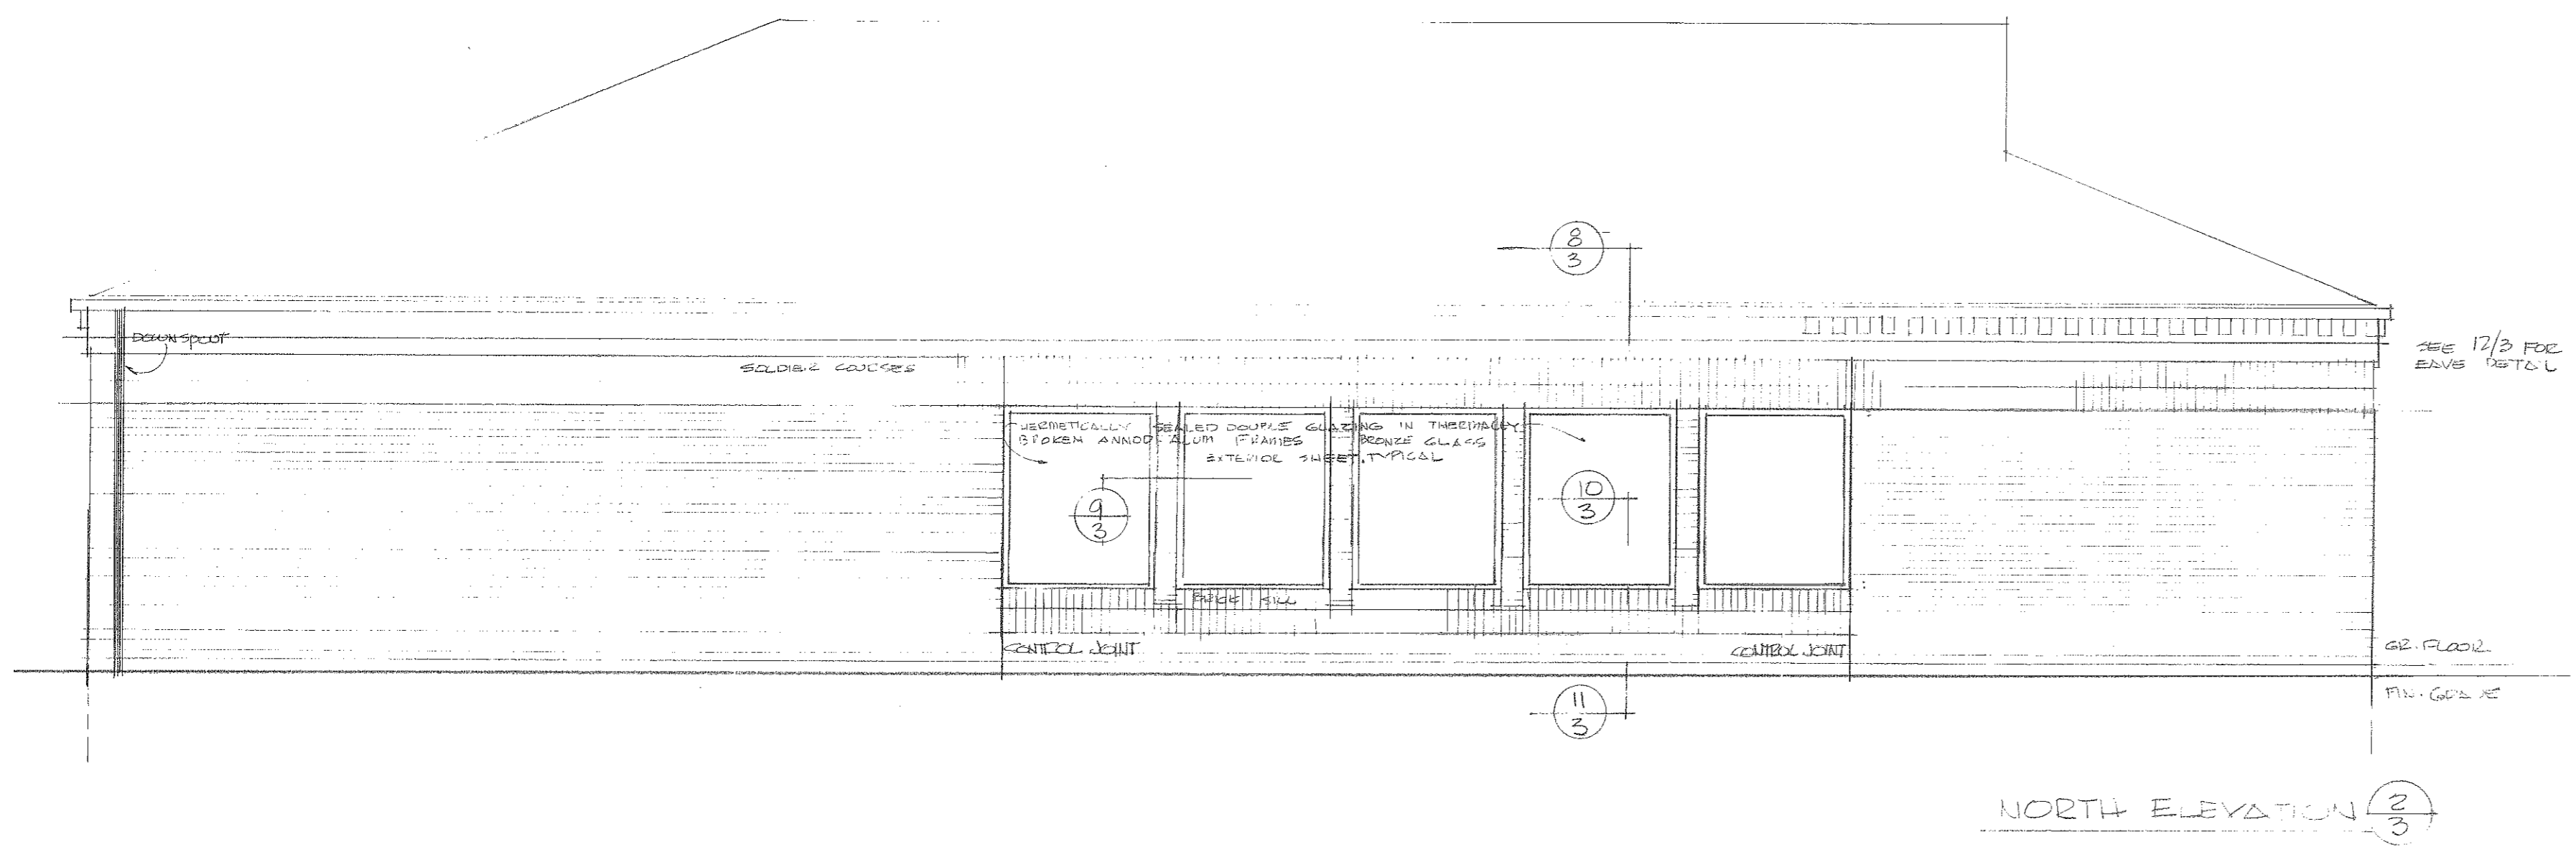 8
3
DOWNSPOUT
SOLDIER COURSES
SEE 12/3 FOR
EAVE DETAIL
HERMETICALLY SEALED DOUBLE GLAZING IN THERMALLY
BROKEN ANNOD. ALUM FRAMES BRONZE GLASS
EXTERIOR SHEET, TYPICAL
9
3
10
3
BRICK SILL
CONTROL JOINT
CONTROL JOINT
GR. FLOOR
FIN. GRADE
11
3
NORTH ELEVATION
2
3